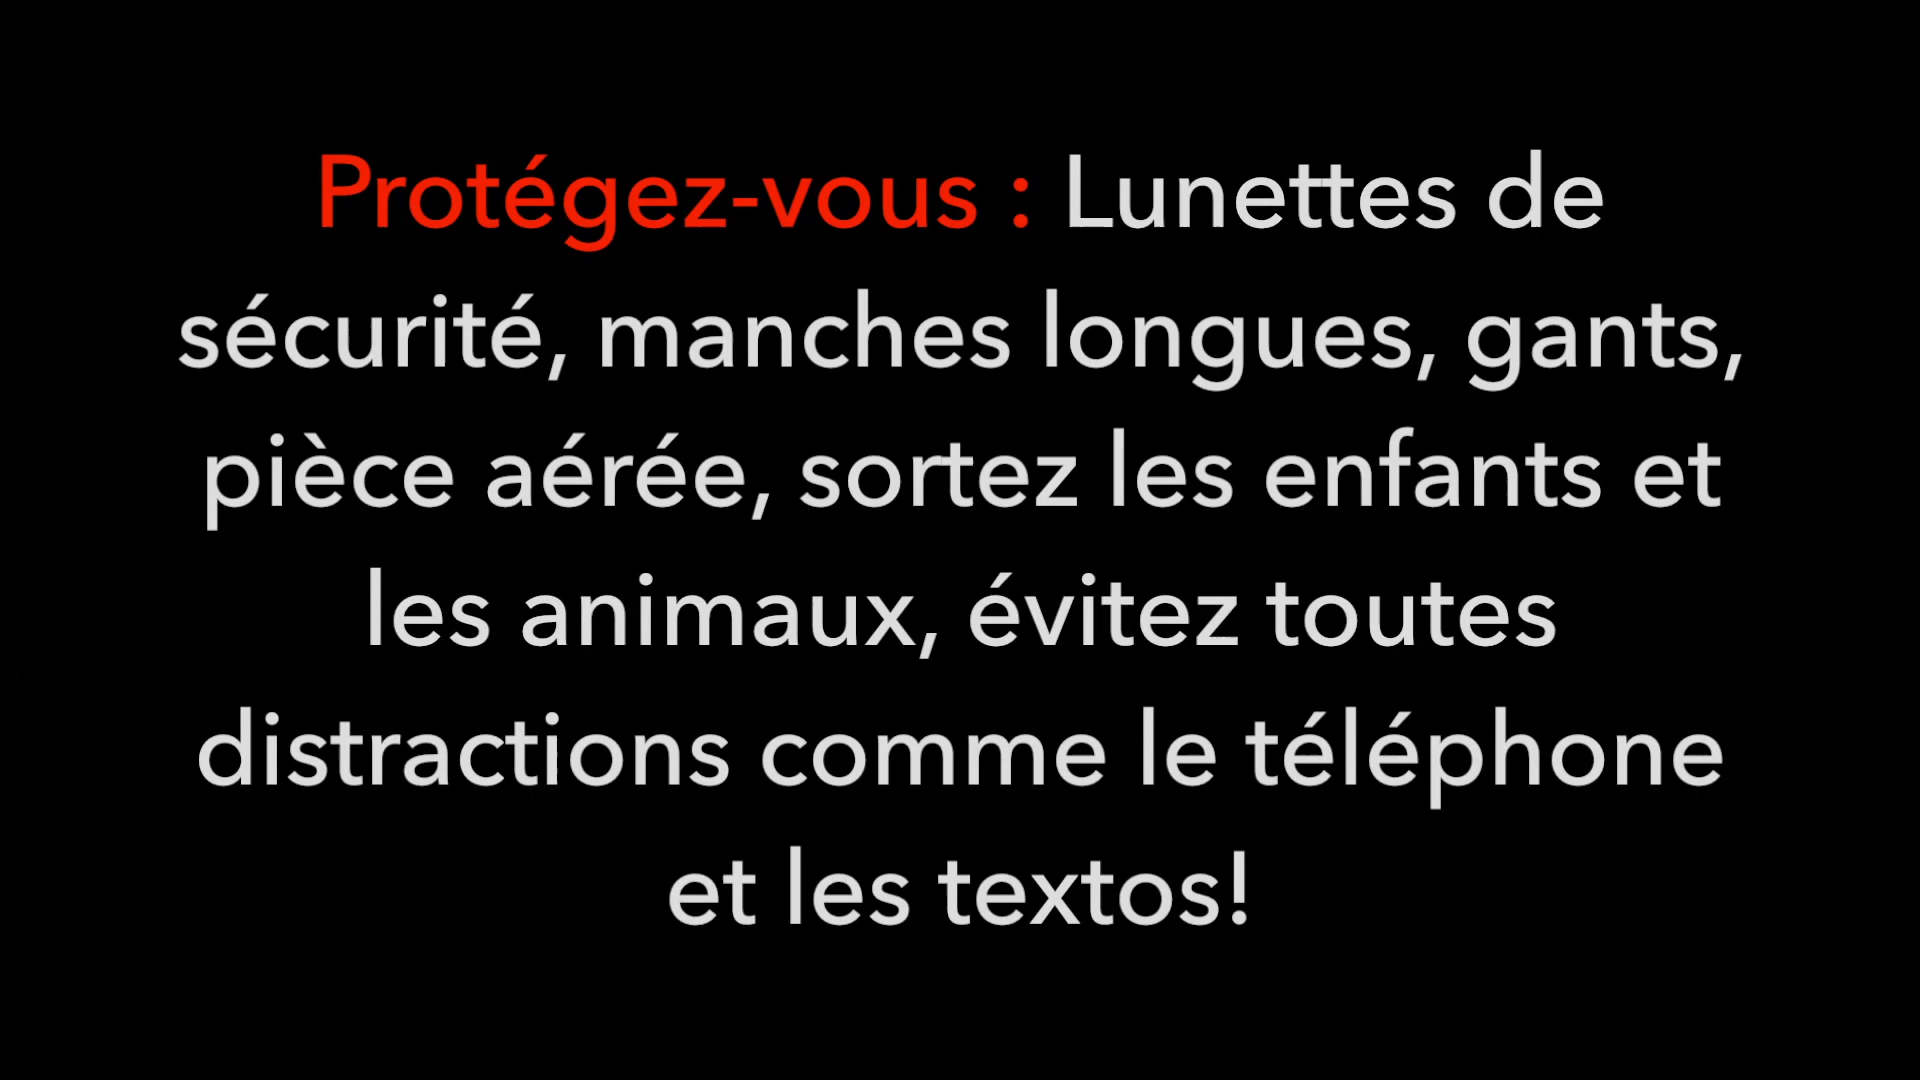 Protégez-vous : Lunettes de
sécurité, manches longues, gants,
pièce aérée, sortez les enfants et
les animaux, évitez toutes
distractions comme le téléphone
et les textos!